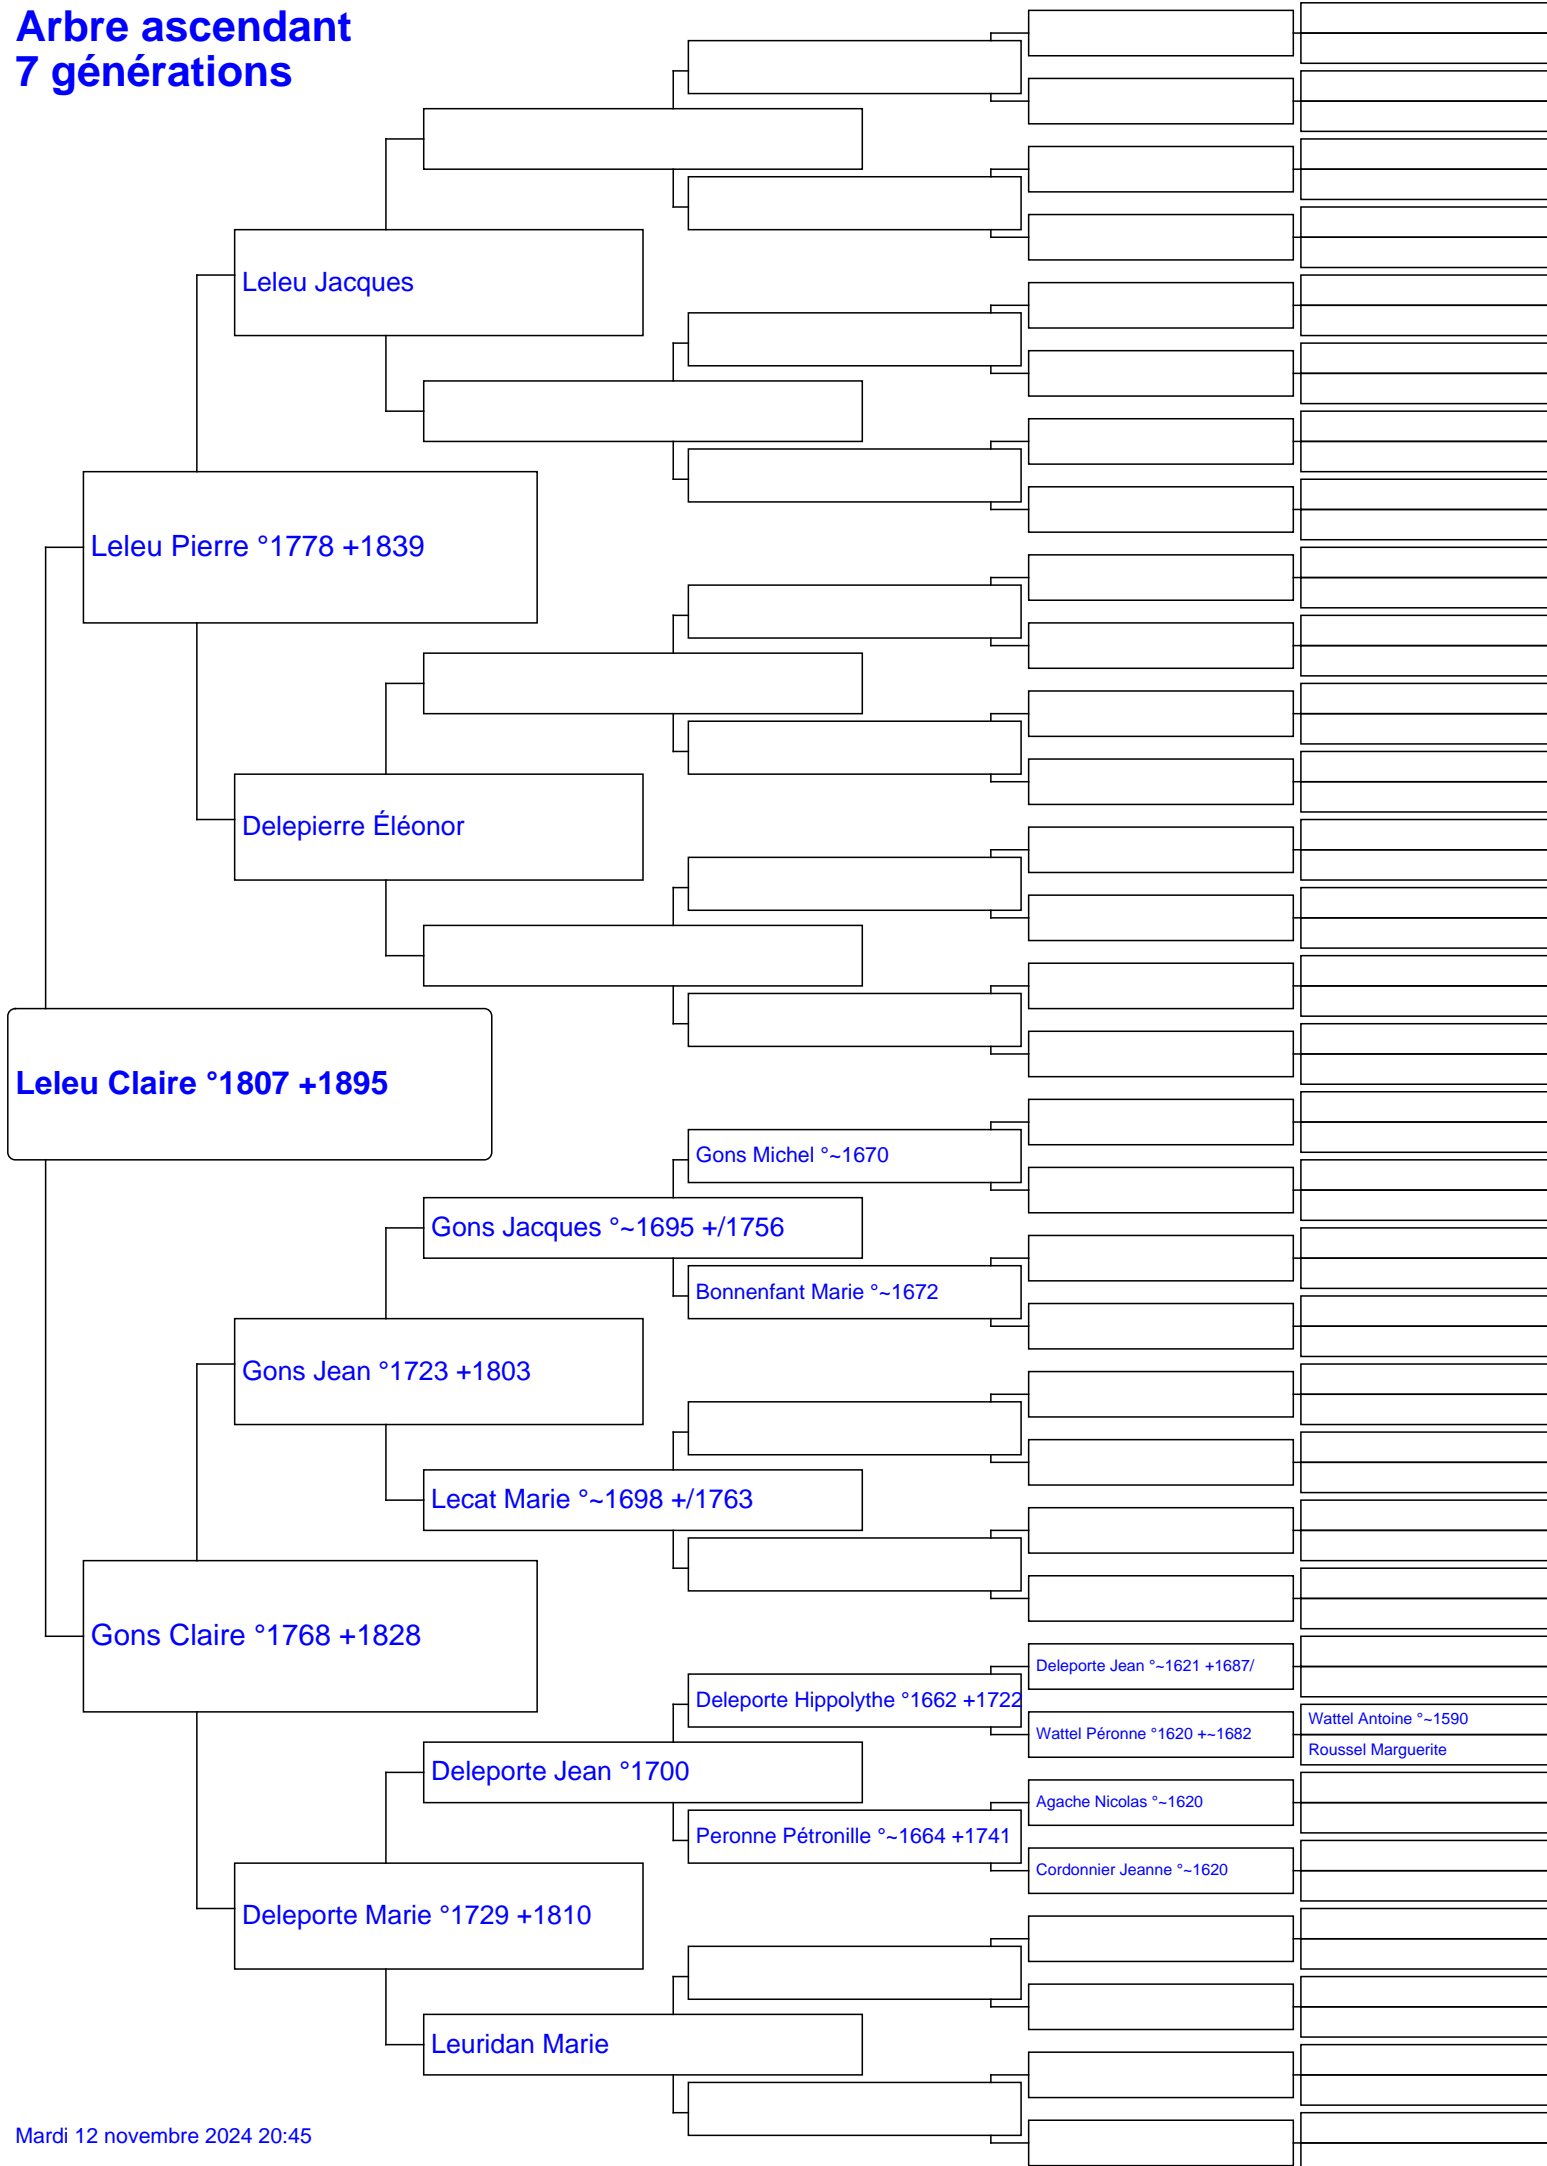 Arbre ascendant
7 générations
Leleu Jacques
Leleu Pierre °1778 +1839
Delepierre Éléonor
Leleu Claire °1807 +1895
Gons Michel °~1670
Gons Jacques °~1695 +/1756
Bonnenfant Marie °~1672
Gons Jean °1723 +1803
Lecat Marie °~1698 +/1763
Gons Claire °1768 +1828
Deleporte Jean °~1621 +1687/
Deleporte Hippolythe °1662 +1722
Wattel Antoine °~1590
Wattel Péronne °1620 +~1682
Roussel Marguerite
Deleporte Jean °1700
Agache Nicolas °~1620
Peronne Pétronille °~1664 +1741
Cordonnier Jeanne °~1620
Deleporte Marie °1729 +1810
Leuridan Marie
Mardi 12 novembre 2024 20:45